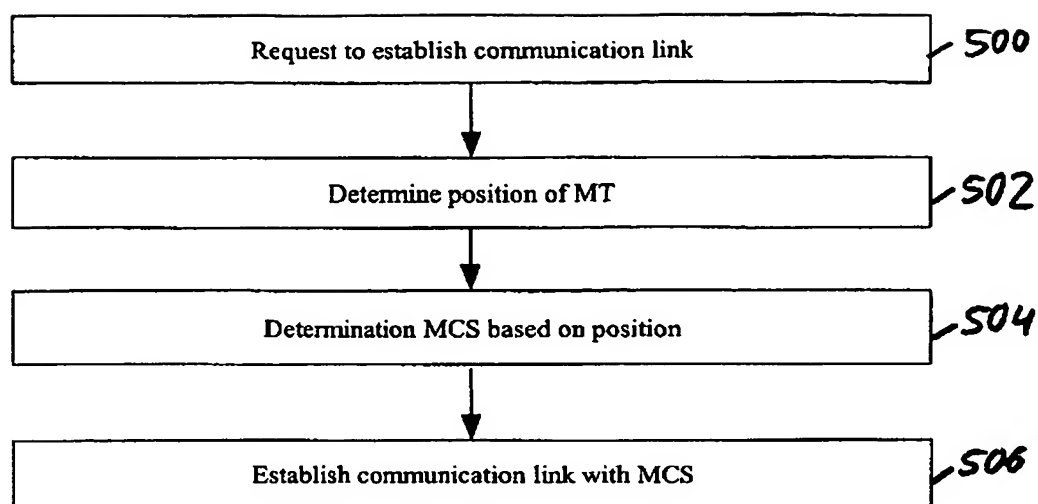 Request to establish communication link 500
Determine position of MT 502
Determination MCS based on position 504
Establish communication link with MCS 506